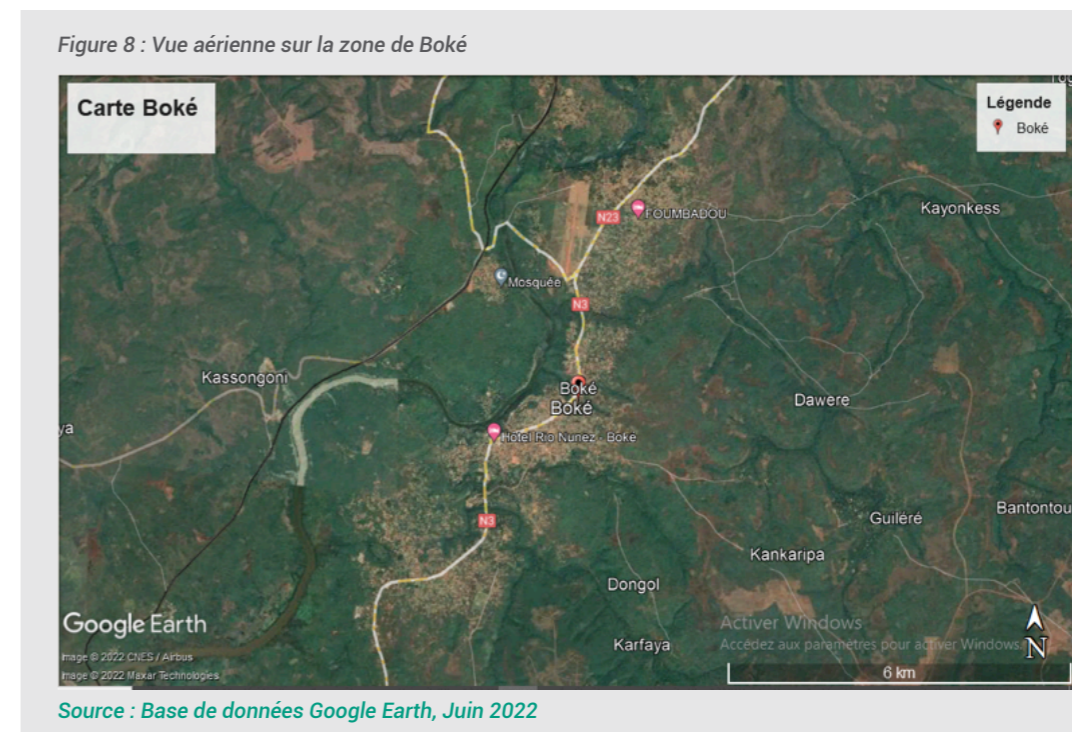 Figure 8 : Vue aérienne sur la zone de Boké
Carte Boké
Légende
Boké
Kayonkess
N23
FOUMBADOU
Mosquée
N3
Kassongoni
Boké
Boké
Dawere
ya
Hotel Rio Nunez - Boke
Bantontou
Guiléré
N3
Kankaripa
Dongol
Google Earth
Activer Windows
Accédez aux paramètres pour activer Windows.
N
Karfaya
Image © 2022 CNES / Airbus
Image © 2022 Maxar Technologies
6 km
Source : Base de données Google Earth, Juin 2022